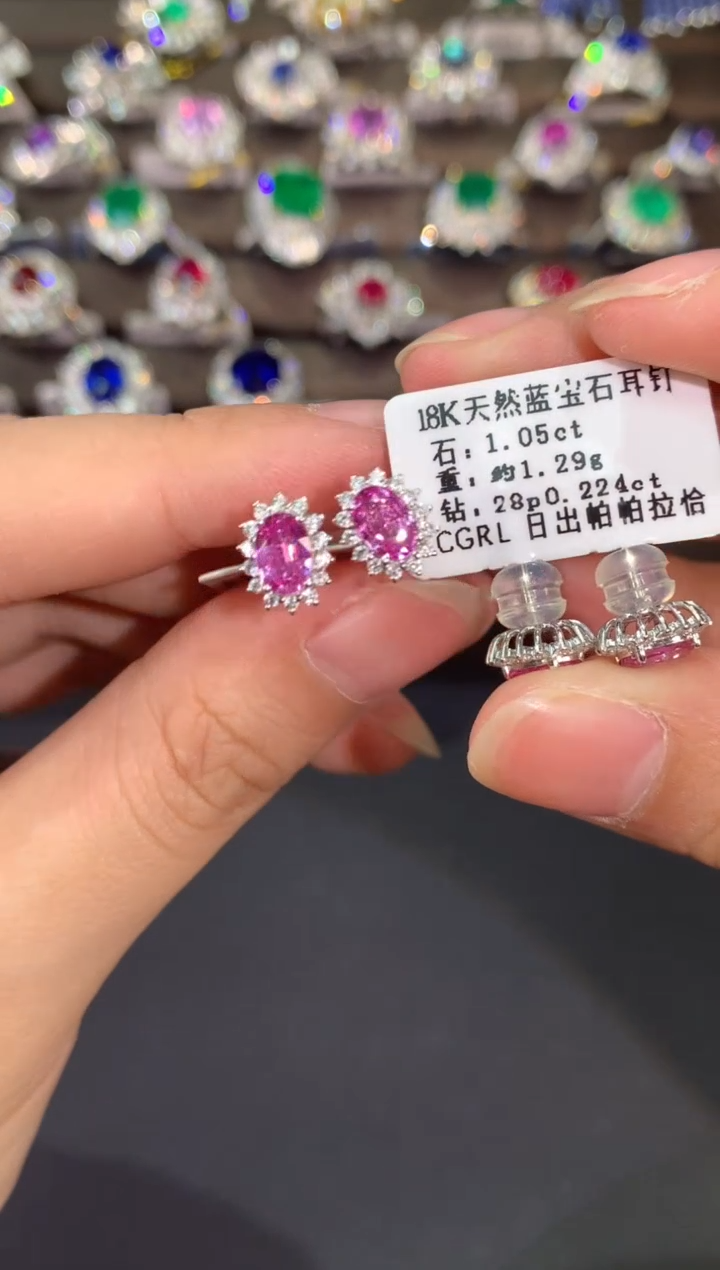 18K天然蓝宝石耳钉
石：1.05ct
重：约1.29g
钻：28p0.224ct
CGRL 日出帕帕拉恰